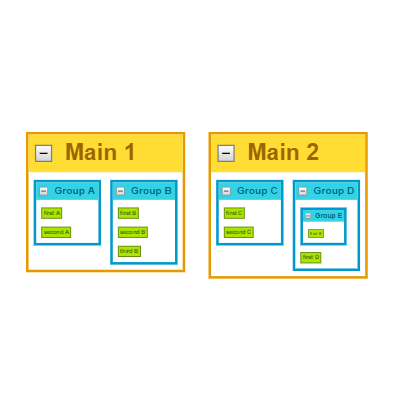 Main 1
Group A
first A
second A
Group B
first B
second B
third B
Main 2
Group C
first C
second C
Group D
Group E
first E
first D